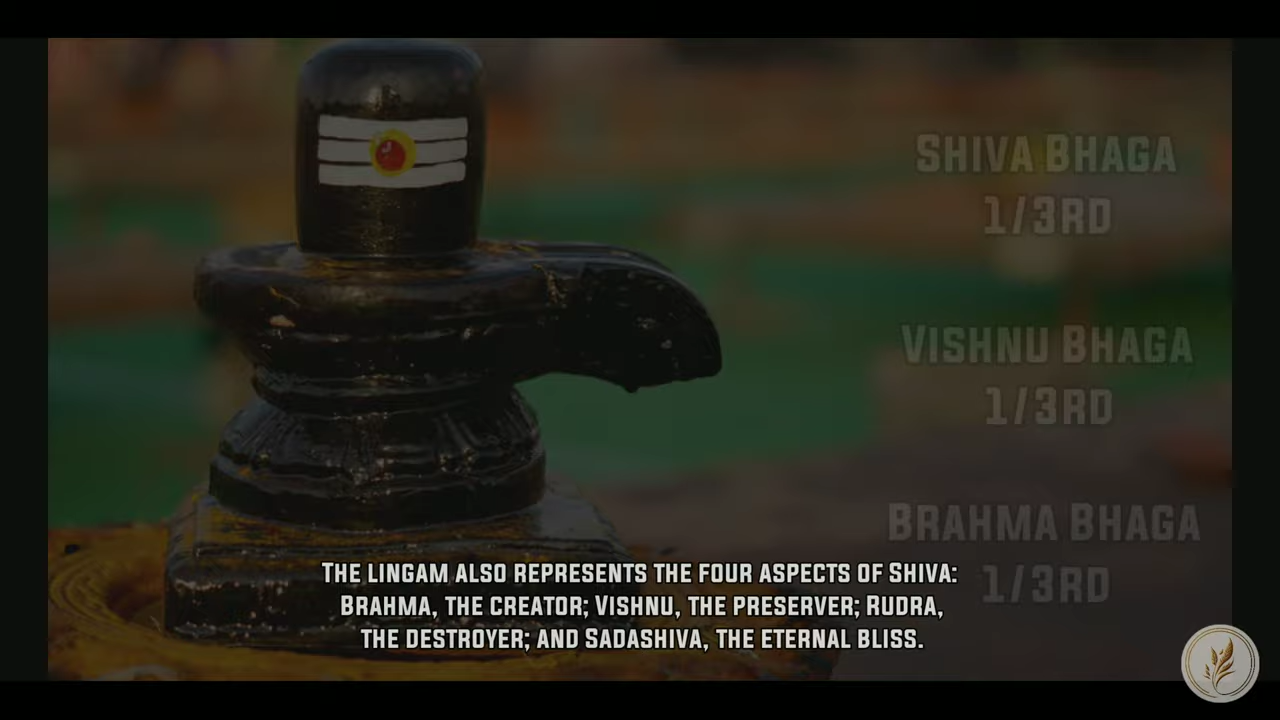 SHIVA BHAGA
1/3RD
VISHNU BHAGA
1/3RD
BRAHMA BHAGA
1/3RD
THE LINGAM ALSO REPRESENTS THE FOUR ASPECTS OF SHIVA:
BRAHMA, THE CREATOR; VISHNU, THE PRESERVER; RUDRA,
THE DESTROYER; AND SADASHIVA, THE ETERNAL BLISS.